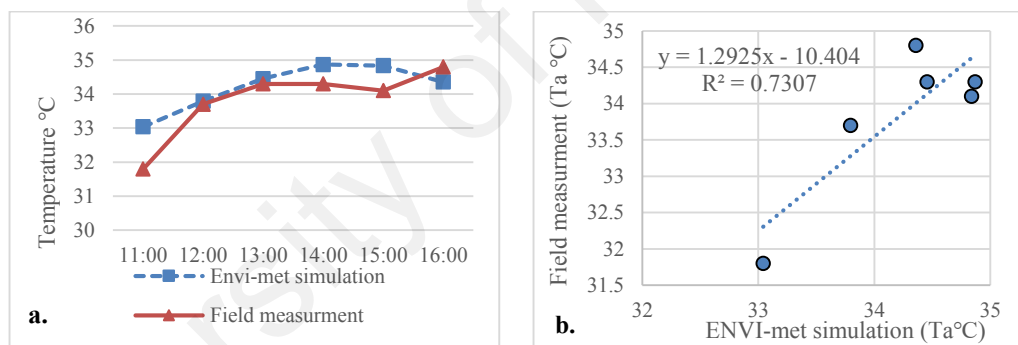 Temperature °C
36
35
34
33
32
31
30
11:00 12:00 13:00 14:00 15:00 16:00
Envi-met simulation
Field measurment
a.
Field measurment (Ta °C)
35
34.5
34
33.5
33
32.5
32
31.5
y = 1.2925x - 10.404
R² = 0.7307
32 33 34 35
ENVI-met simulation (Ta°C)
b.
rsity of